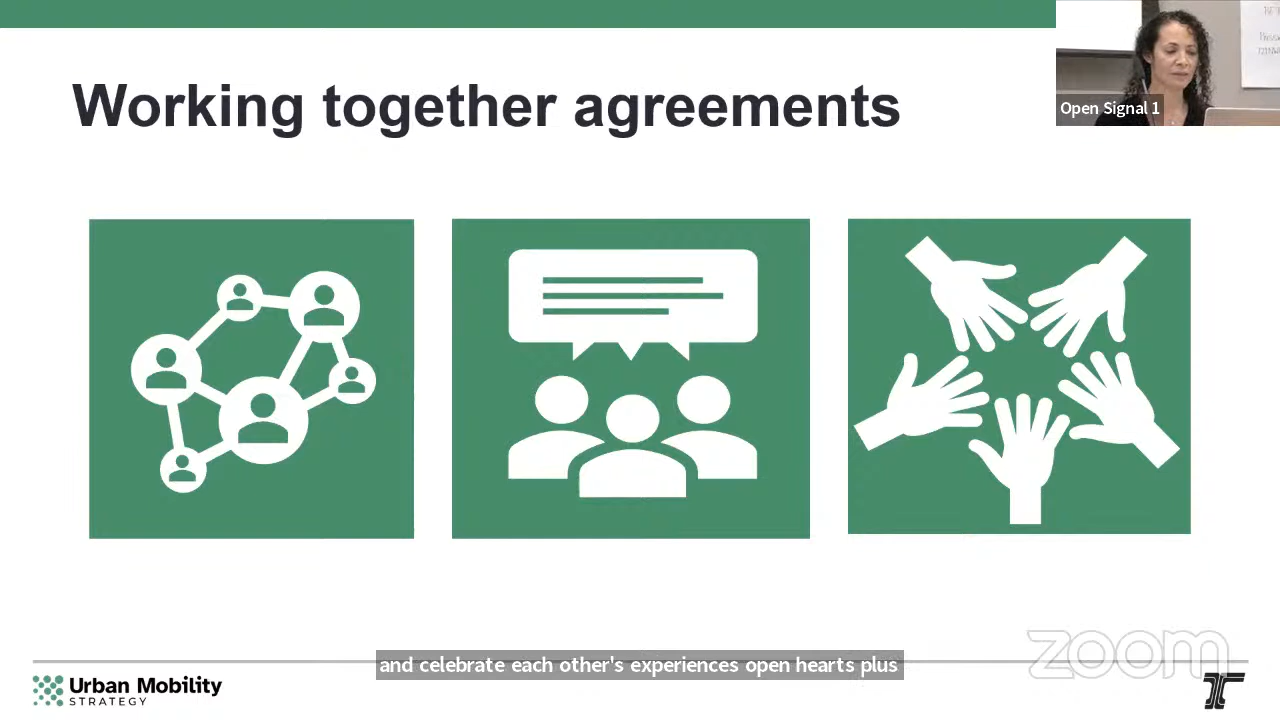 Working together agreements
Open Signal 1
and celebrate each other's experiences open hearts plus
zoom
Urban Mobility
STRATEGY